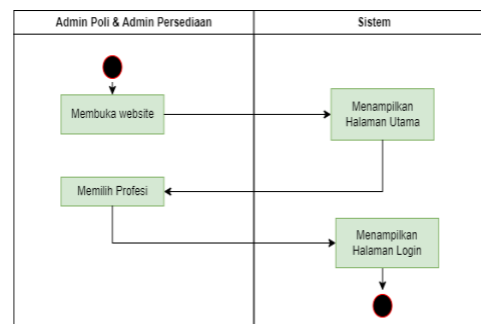 Admin Poli & Admin Persediaan
Sistem
Membuka website
Menampilkan
Halaman Utama
Memilih Profesi
Menampilkan
Halaman Login